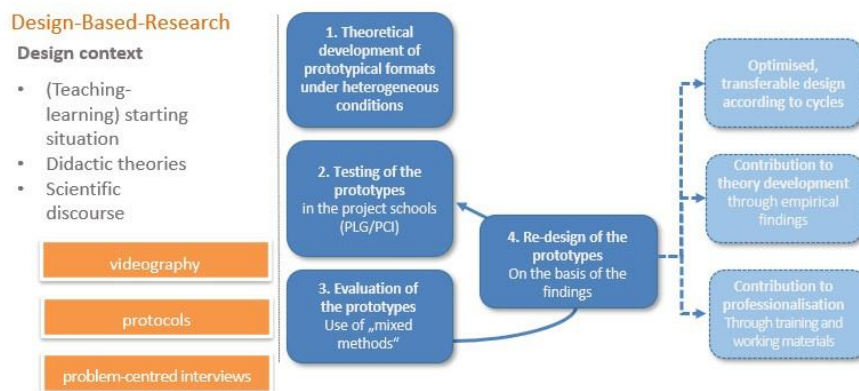 Design-Based-Research
Design context
• (Teaching-
learning) starting
situation
• Didactic theories
• Scientific
discourse
videography
protocols
problem-centred interviews
1. Theoretical
development of
prototypical formats
under heterogeneous
conditions
2. Testing of the
prototypes
in the project schools
(PLG/PCI)
3. Evaluation of
the prototypes
Use of „mixed
methods“
4. Re-design of the
prototypes
On the basis of the
findings
Optimised,
transferable design
according to cycles
Contribution to
theory development
through empirical
findings
Contribution to
professionalisation
Through training and
working materials